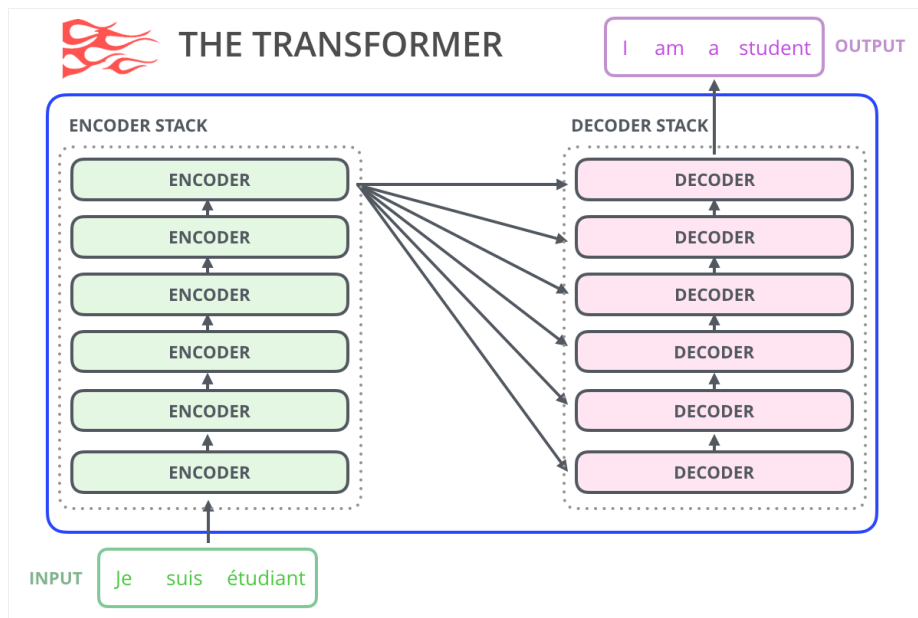 THE TRANSFORMER
I am a student
OUTPUT
ENCODER STACK
ENCODER
ENCODER
ENCODER
ENCODER
ENCODER
ENCODER
DECODER STACK
DECODER
DECODER
DECODER
DECODER
DECODER
DECODER
INPUT
Je suis étudiant